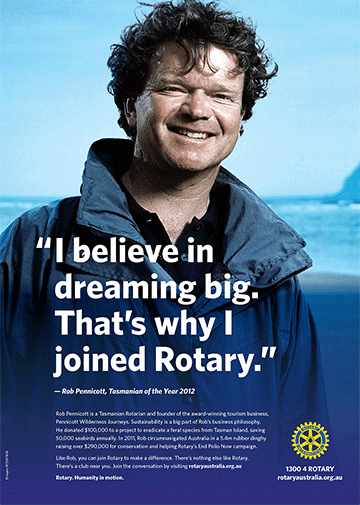 “I believe in
dreaming big.
That’s why I
joined Rotary.”
— Rob Pennicott, Tasmanian of the Year 2012
Rob Pennicott is a Tasmanian Rotarian and founder of the award-winning tourism business,
Pennicott Wilderness Journeys. Sustainability is a big part of Rob's business philosophy.
He donated $100,000 to a project to eradicate a feral species from Tasman Island, saving
50,000 seabirds annually. In 2011, Rob circumnavigated Australia in a 5.4m rubber dinghy
raising over $290,000 for conservation and helping Rotary's End Polio Now campaign.
Like Rob, you can join Rotary to make a difference. There's nothing else like Rotary.
There's a club near you. Join the conversation by visiting rotaryaustralia.org.au
Rotary. Humanity in motion.
1300 4 ROTARY
rotaryaustralia.org.au